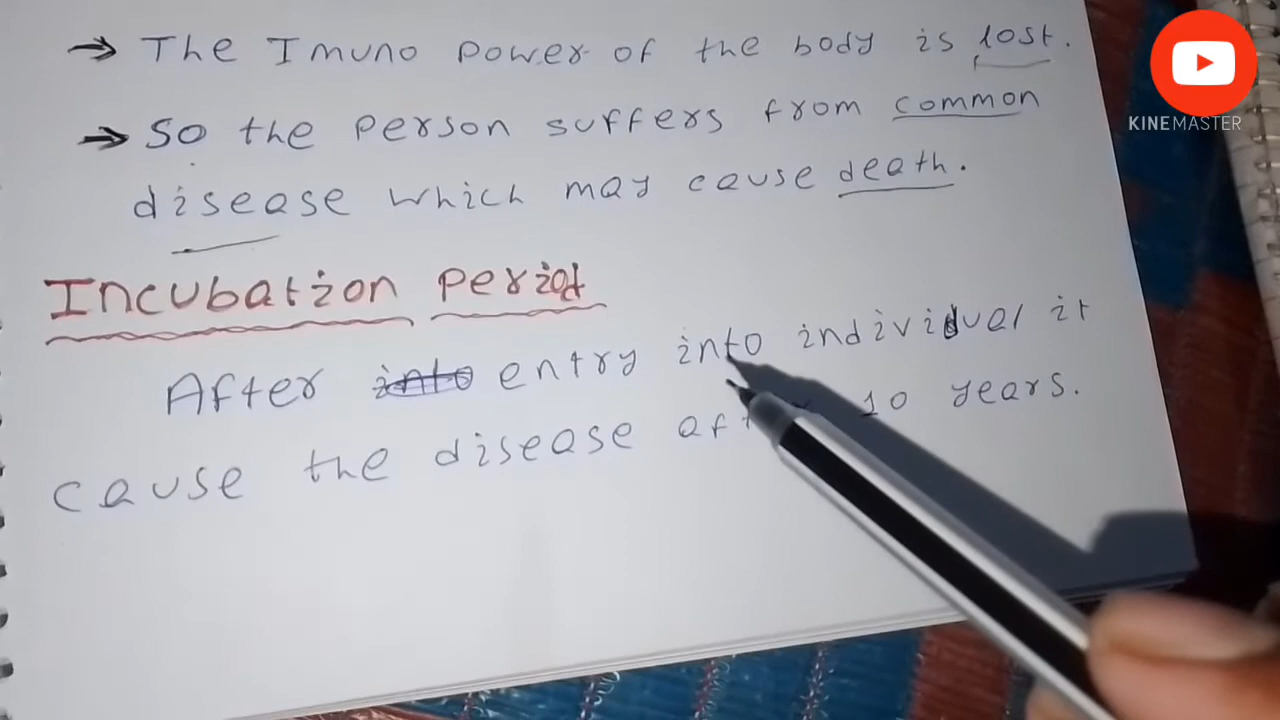 → The Imuno power of the body is lost.
→ So the person suffers from common
disease which may cause death.
Incubation period
After into entry into individual it
cause the disease 10 years.
KINEMASTER